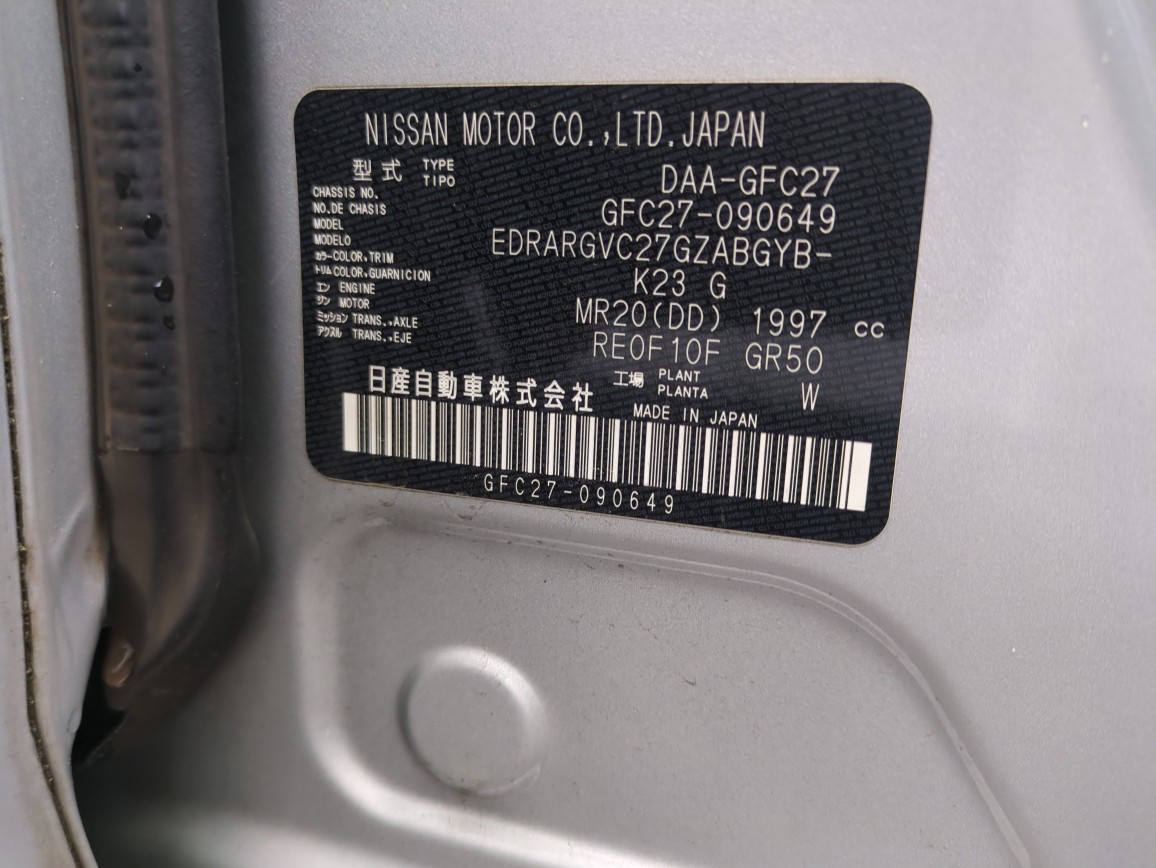 NISSAN MOTOR CO.,LTD.JAPAN
型式 TYPE TIPO DAA-GFC27
CHASSIS NO.
NO.DE CHASIS GFC27-090649
MODEL
MODELO EDRARGVC27GZABGYB-
カラーCOLOR,TRIM
トリムCOLOR,GUARNICION K23 G
エン ENGINE
ジン MOTOR MR20(DD) 1997 cc
ミッション TRANS.,AXLE
アクスル TRANS.,EJE RE0F10F GR50
工場 PLANT PLANTA W
日産自動車株式会社 MADE IN JAPAN
GFC27-090649